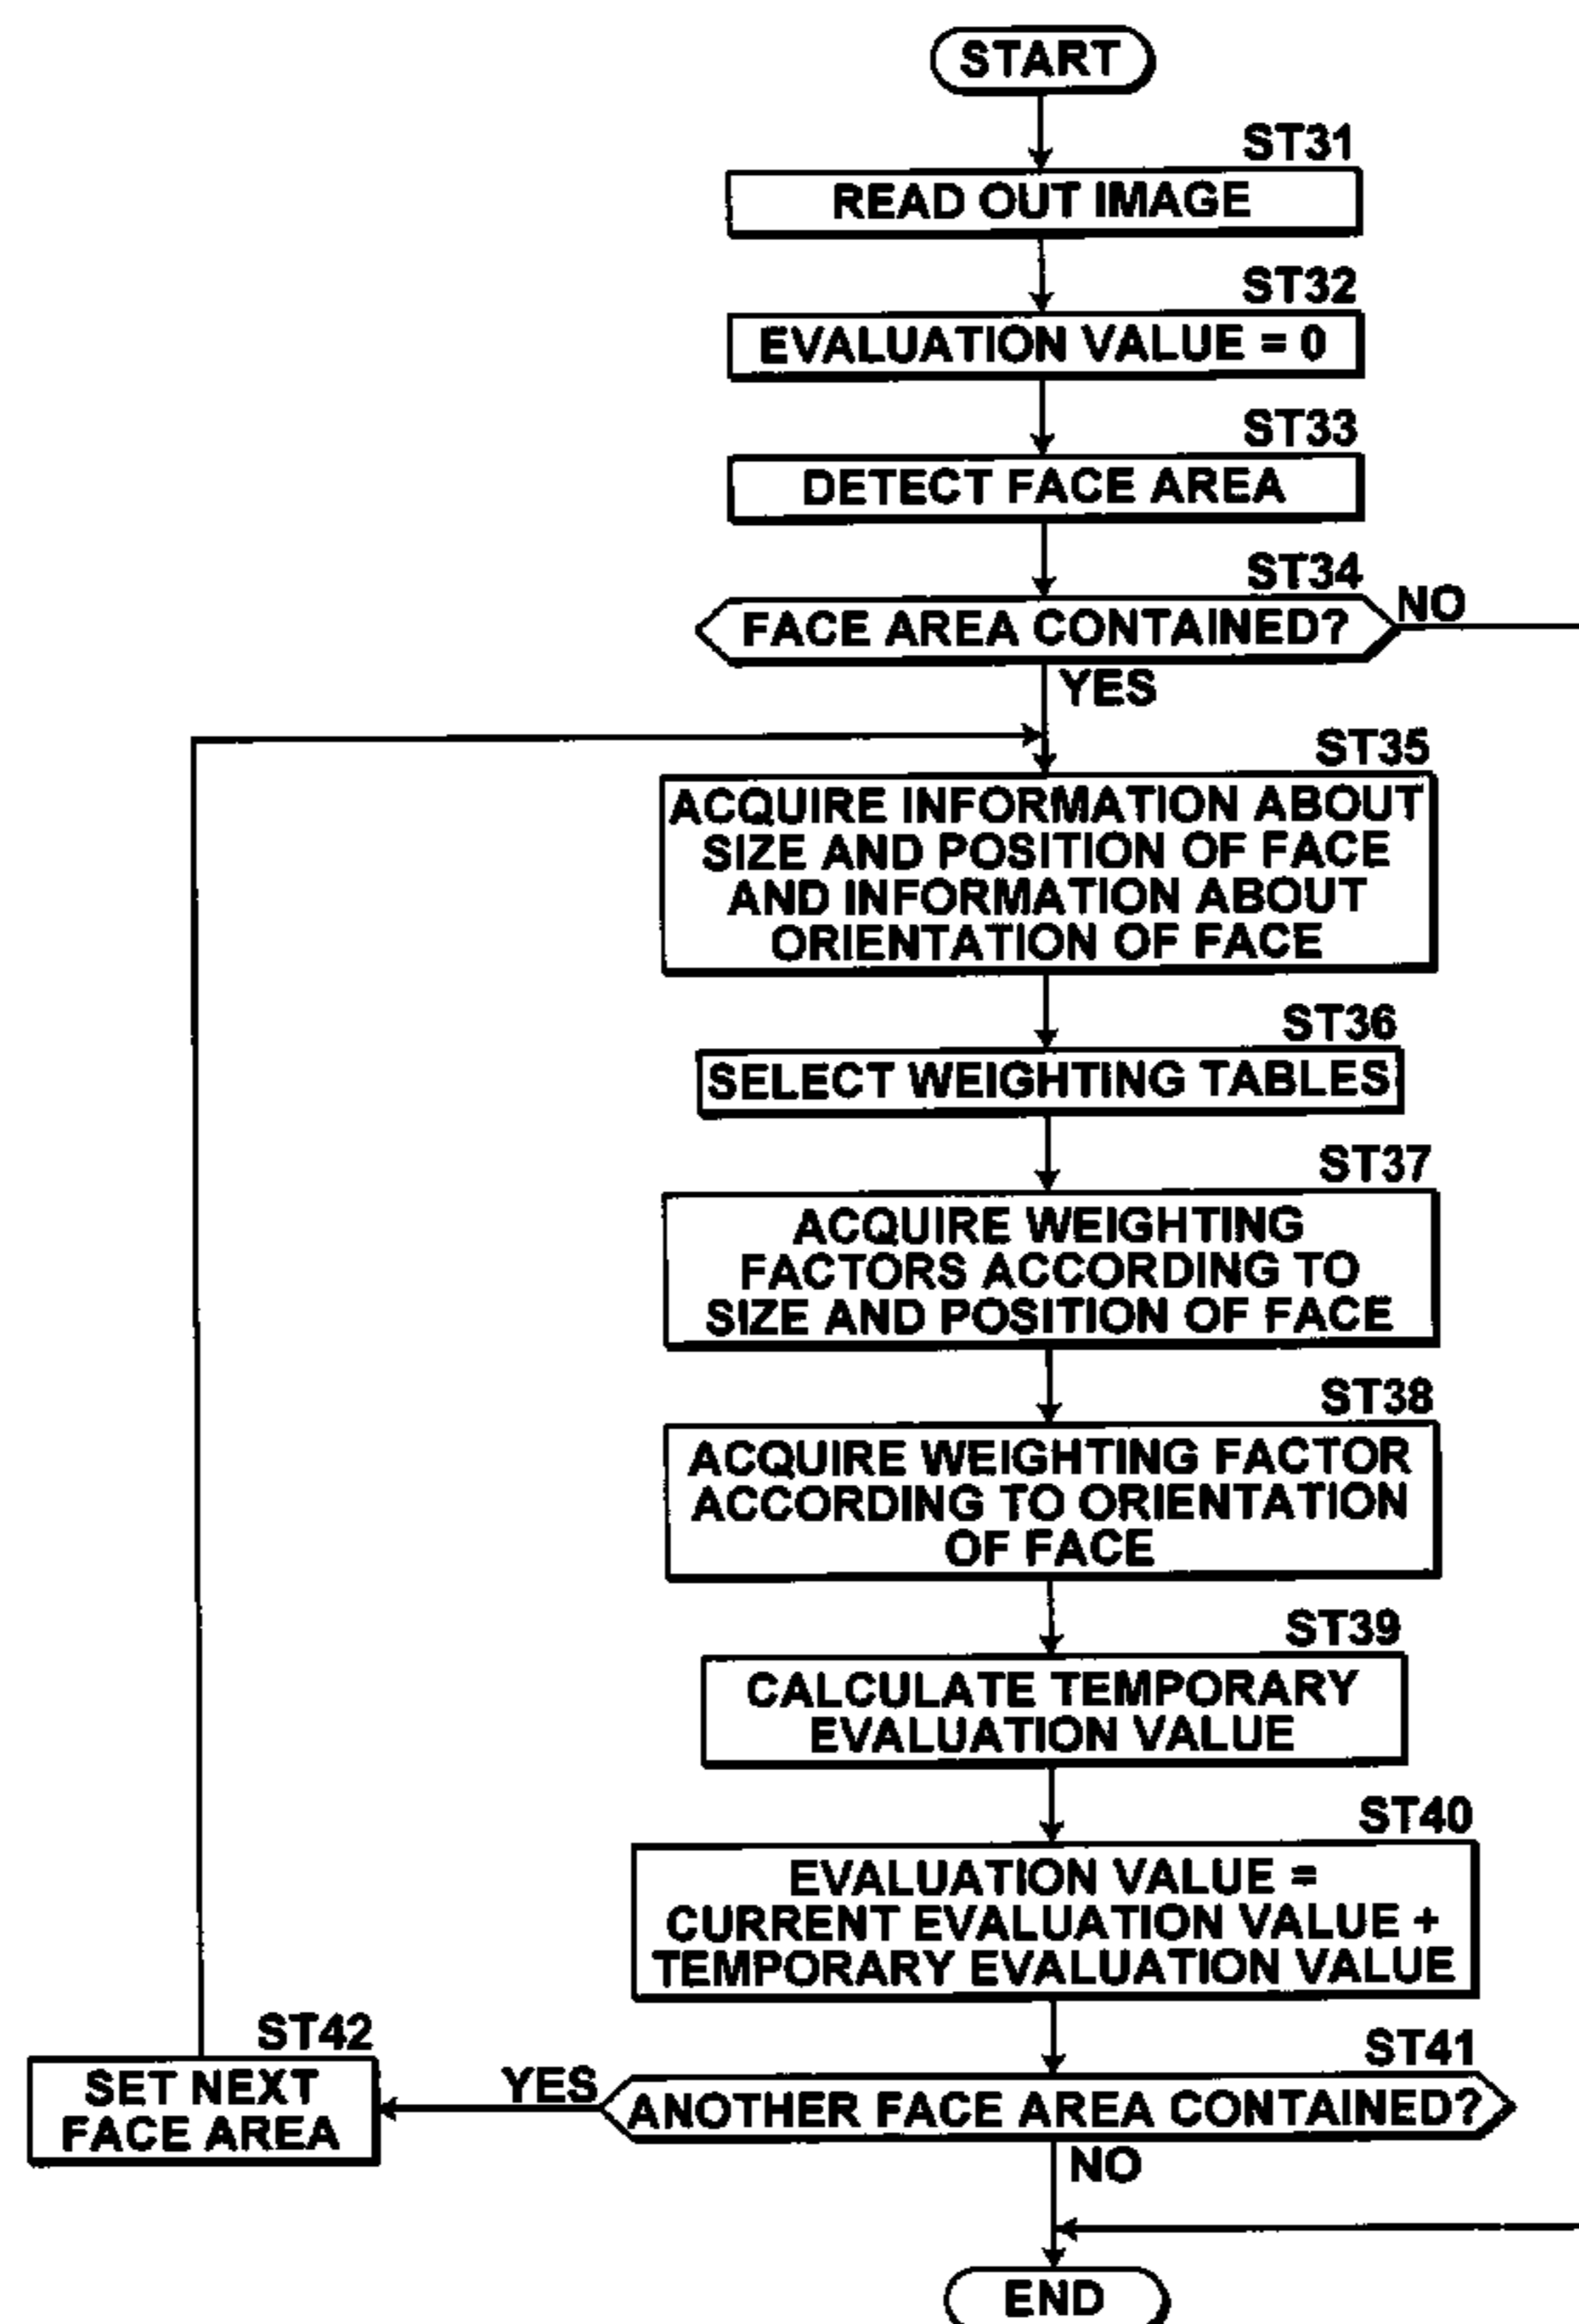 START
ST31
READ OUT IMAGE
ST32
EVALUATION VALUE = 0
ST33
DETECT FACE AREA
ST34
FACE AREA CONTAINED?
NO
YES
ST35
ACQUIRE INFORMATION ABOUT
SIZE AND POSITION OF FACE
AND INFORMATION ABOUT
ORIENTATION OF FACE
ST36
SELECT WEIGHTING TABLES
ST37
ACQUIRE WEIGHTING
FACTORS ACCORDING TO
SIZE AND POSITION OF FACE
ST38
ACQUIRE WEIGHTING FACTOR
ACCORDING TO ORIENTATION
OF FACE
ST39
CALCULATE TEMPORARY
EVALUATION VALUE
ST40
EVALUATION VALUE =
CURRENT EVALUATION VALUE +
TEMPORARY EVALUATION VALUE
ST41
ANOTHER FACE AREA CONTAINED?
YES
ST42
SET NEXT
FACE AREA
NO
END